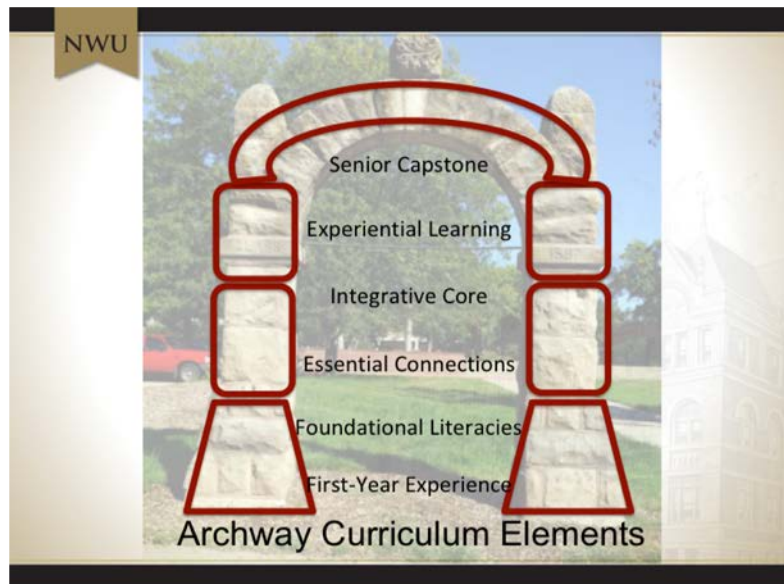 NWU
Senior Capstone
Experiential Learning
Integrative Core
Essential Connections
Foundational Literacies
First-Year Experience
Archway Curriculum Elements